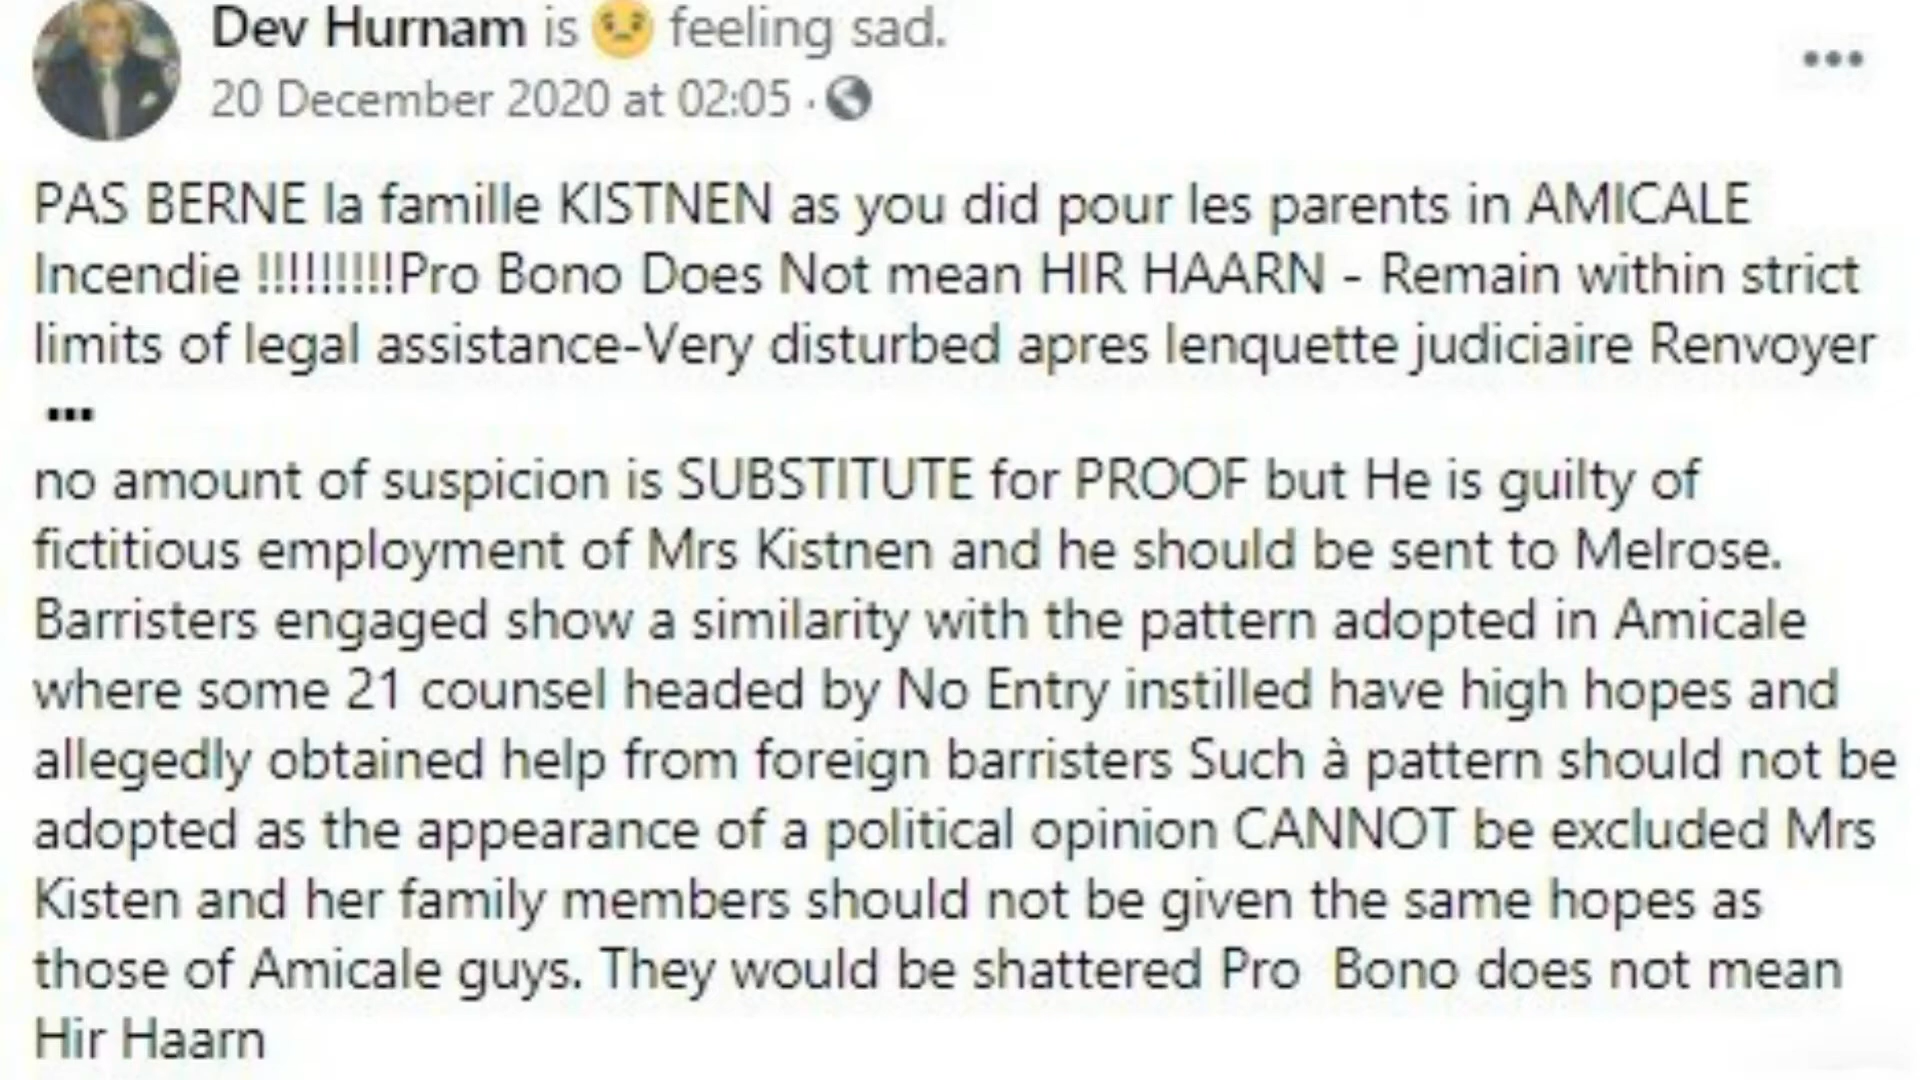 Dev Hurnam is 😟 feeling sad.
20 December 2020 at 02:05 ·
PAS BERNE la famille KISTNEN as you did pour les parents in AMICALE
Incendie !!!!!!!!!Pro Bono Does Not mean HIR HAARN - Remain within strict
limits of legal assistance-Very disturbed apres lenquette judiciaire Renvoyer
...
no amount of suspicion is SUBSTITUTE for PROOF but He is guilty of
fictitious employment of Mrs Kistnen and he should be sent to Melrose.
Barristers engaged show a similarity with the pattern adopted in Amicale
where some 21 counsel headed by No Entry instilled have high hopes and
allegedly obtained help from foreign barristers Such à pattern should not be
adopted as the appearance of a political opinion CANNOT be excluded Mrs
Kisten and her family members should not be given the same hopes as
those of Amicale guys. They would be shattered Pro Bono does not mean
Hir Haarn